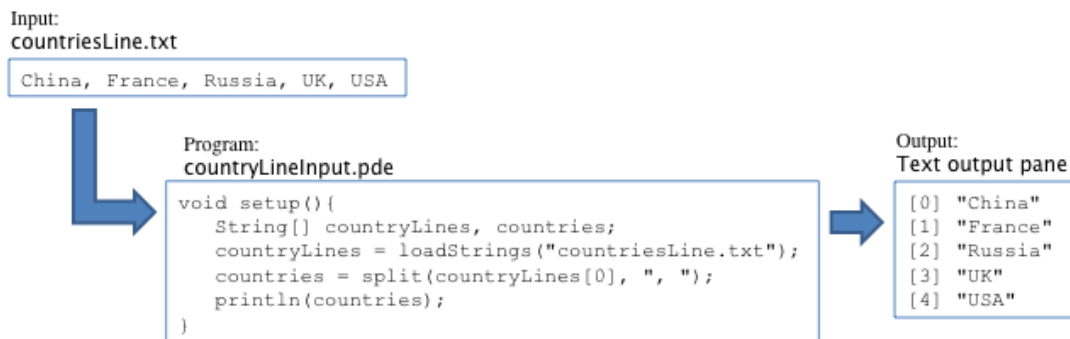 Input:
countriesLine.txt
China, France, Russia, UK, USA
Program:
countryLineInput.pde
void setup(){
   String[] countryLines, countries;
   countryLines = loadStrings("countriesLine.txt");
   countries = split(countryLines[0], ", ");
   println(countries);
}
Output:
Text output pane
[0] "China"
[1] "France"
[2] "Russia"
[3] "UK"
[4] "USA"